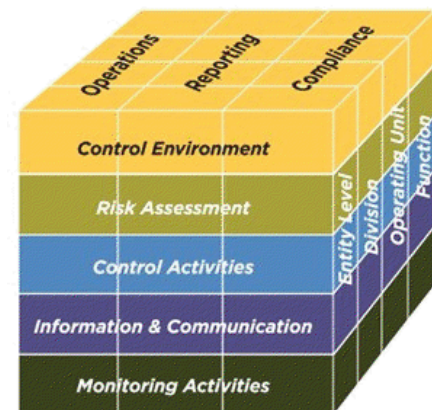 Operations
Reporting
Compliance
Control Environment
Risk Assessment
Control Activities
Information & Communication
Monitoring Activities
Entity Level
Division
Operating Unit
Function